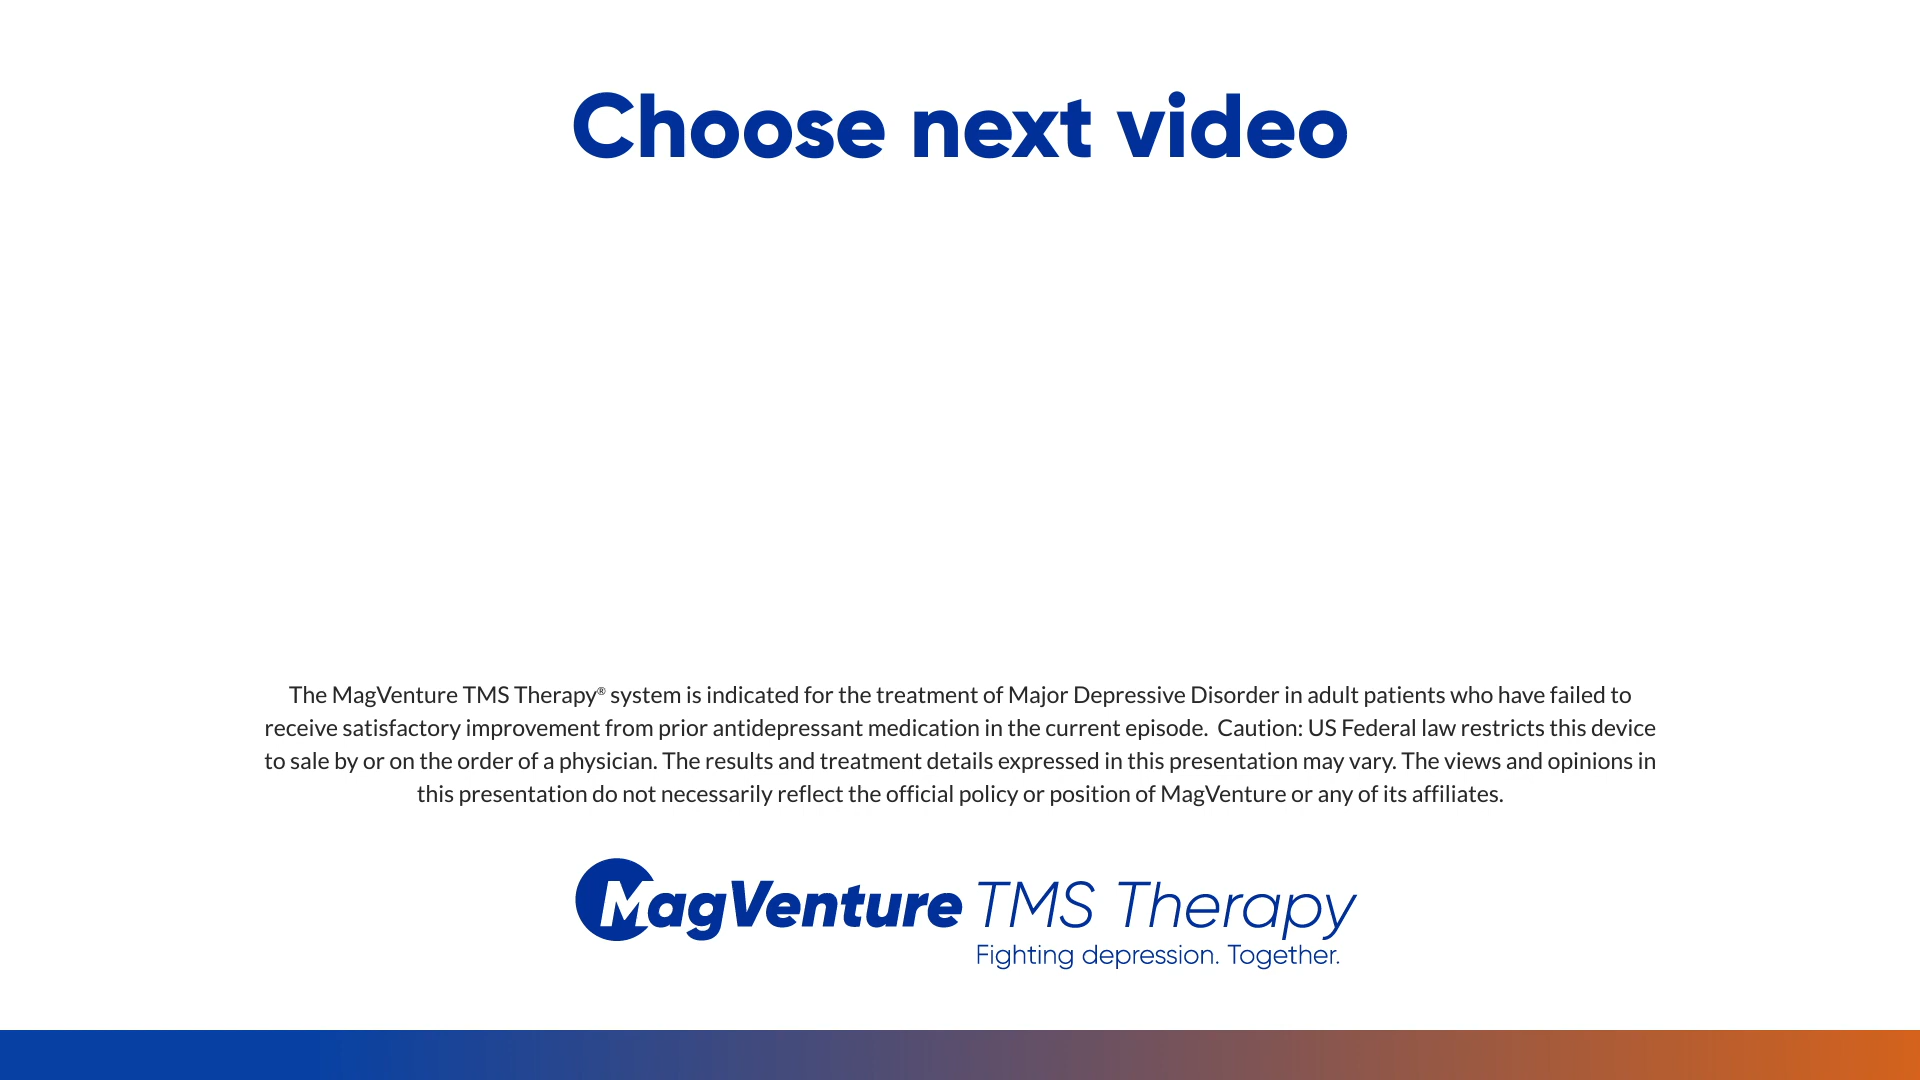 Choose next video
The MagVenture TMS Therapy® system is indicated for the treatment of Major Depressive Disorder in adult patients who have failed to
receive satisfactory improvement from prior antidepressant medication in the current episode.  Caution: US Federal law restricts this device
to sale by or on the order of a physician. The results and treatment details expressed in this presentation may vary. The views and opinions in
this presentation do not necessarily reflect the official policy or position of MagVenture or any of its affiliates.
MagVenture TMS Therapy
Fighting depression. Together.